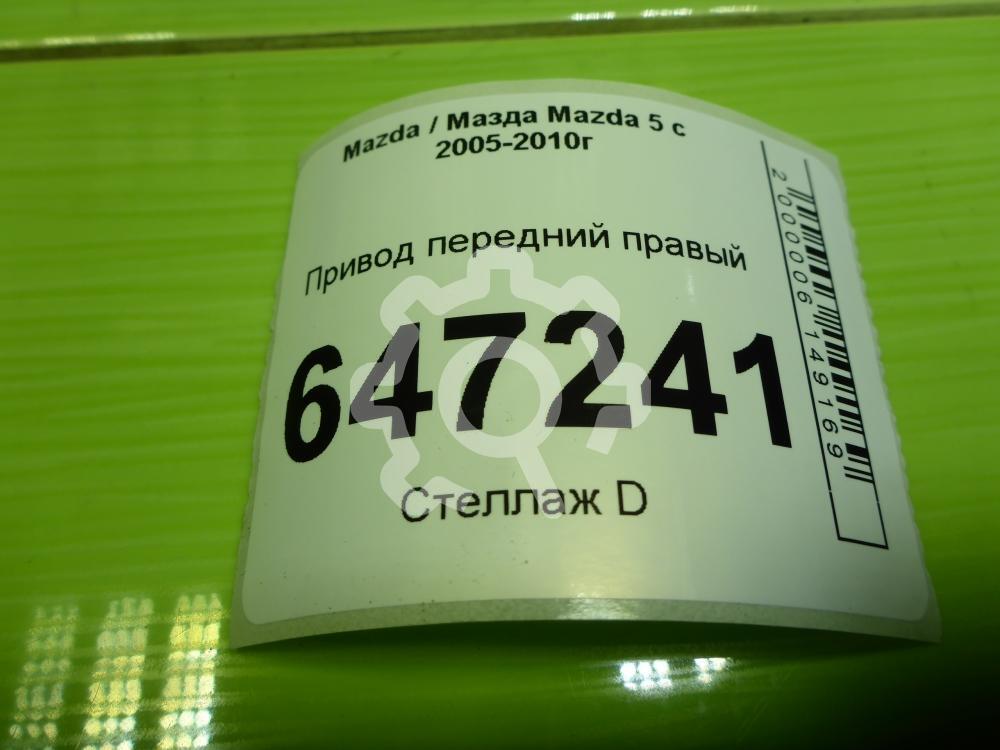 Mazda / Мазда Mazda 5 с
2005-2010г
Привод передний правый
647241
Стеллаж D
2000006149169